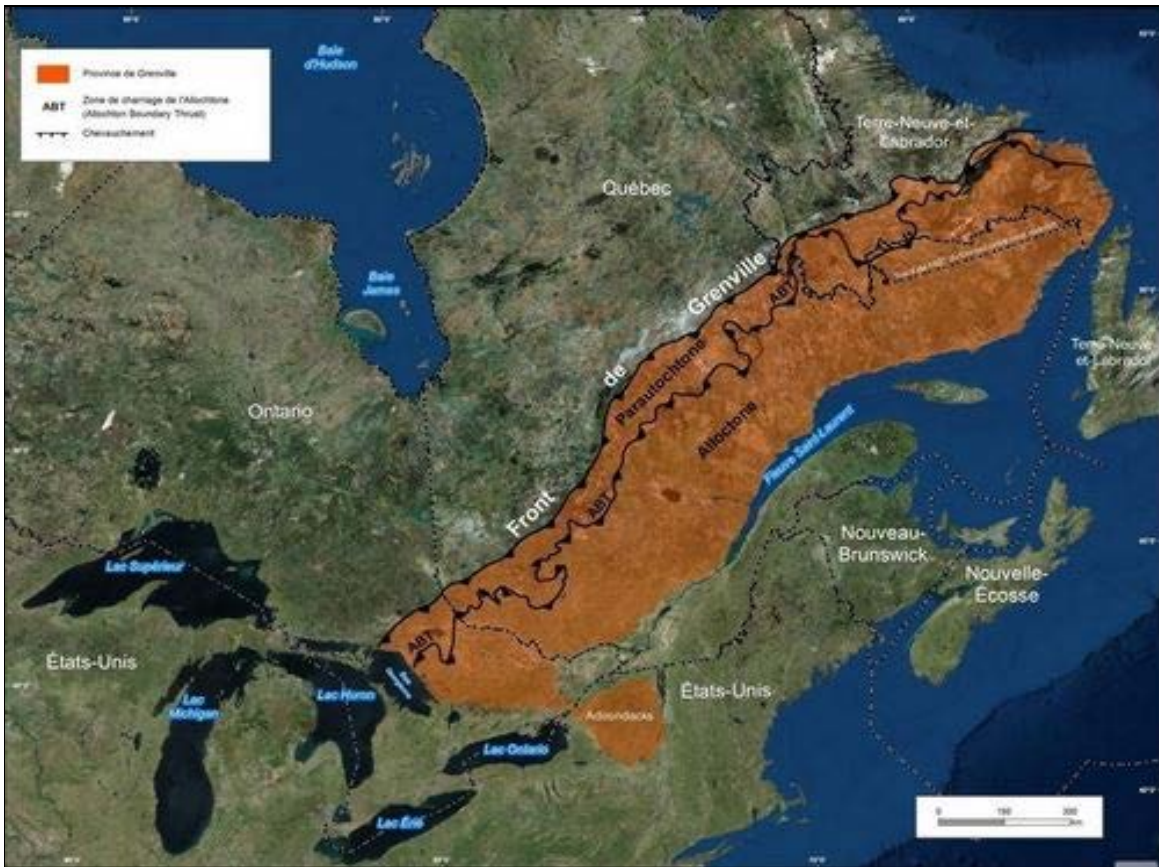 Baie
d'Hudson
Province de Grenville
ABT
Zone de charriage de l'Allochtone
(Allochton Boundary Thrust)
Chevauchement
Terre-Neuve-et-
Labrador
Québec
Baie
James
Front
de
Grenville
ABT
Parautochtone
Terre-Neuve-
et-Labrador
Ontario
Alloctone
Fleuve Saint-Laurent
ABT
Nouveau-
Brunswick
Nouvelle-
Écosse
Lac Supérieur
ABT
États-Unis
Lac Huron
Lac
Michigan
États-Unis
Adirondacks
Lac Ontario
Lac Érié
0
300
km